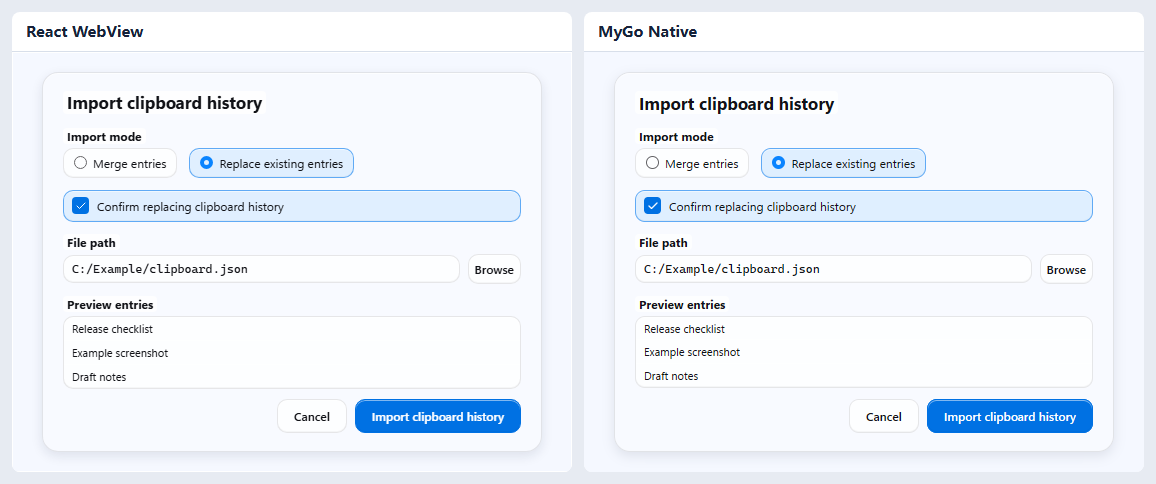 React WebView
Import clipboard history
Import mode
Merge entries Replace existing entries
Confirm replacing clipboard history
File path
C:/Example/clipboard.json Browse
Preview entries
Release checklist
Example screenshot
Draft notes
Cancel Import clipboard history
MyGo Native
Import clipboard history
Import mode
Merge entries Replace existing entries
Confirm replacing clipboard history
File path
C:/Example/clipboard.json Browse
Preview entries
Release checklist
Example screenshot
Draft notes
Cancel Import clipboard history